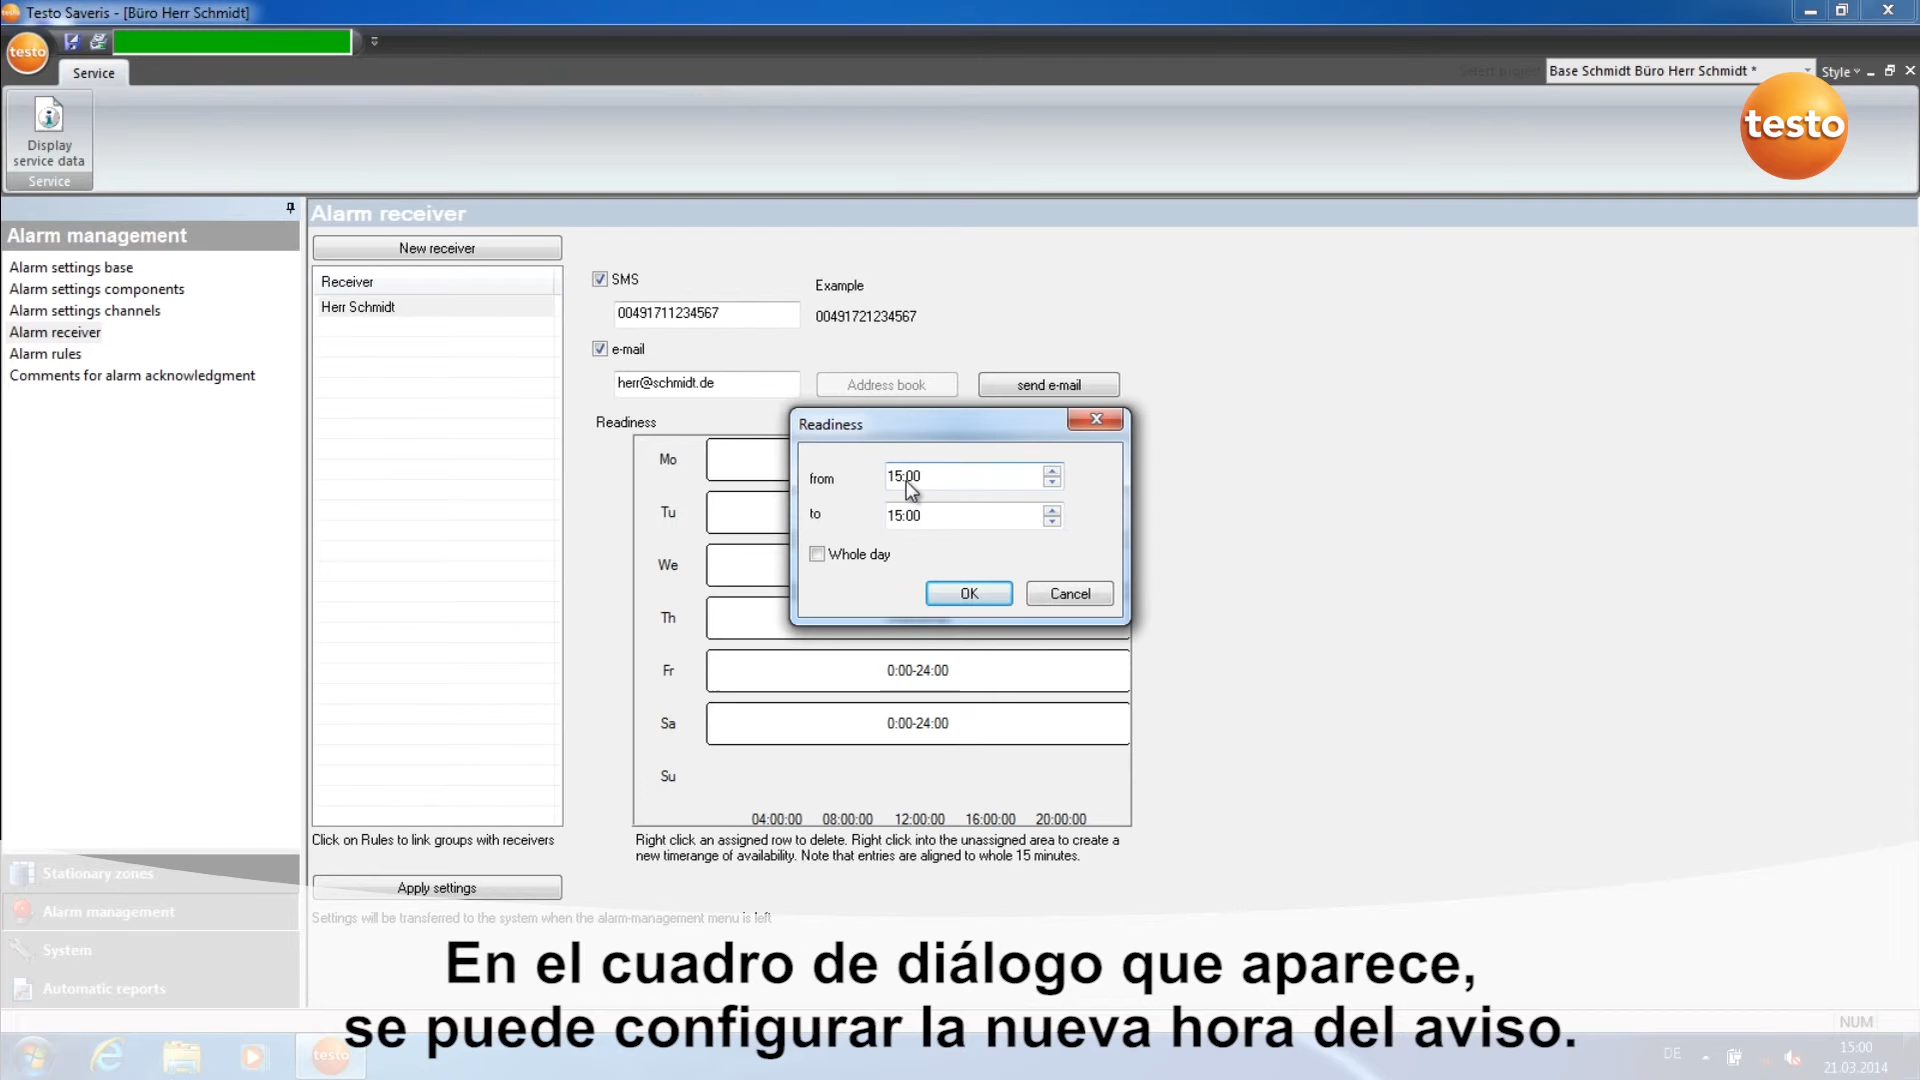 Testo Saveris - [Büro Herr Schmidt]
testo
Service
Select project
Base Schmidt Büro Herr Schmidt *
Style
Display
service data
Service
testo
Alarm management
Alarm settings base
Alarm settings components
Alarm settings channels
Alarm receiver
Alarm rules
Comments for alarm acknowledgment
Alarm receiver
New receiver
Receiver
Herr Schmidt
SMS
00491711234567
Example
00491721234567
e-mail
herr@schmidt.de
Address book
send e-mail
Readiness
Readiness
from
15:00
to
15:00
Whole day
OK
Cancel
Mo
Tu
We
Th
Fr
0:00-24:00
Sa
0:00-24:00
Su
04:00:00 08:00:00 12:00:00 16:00:00 20:00:00
Click on Rules to link groups with receivers
Right click an assigned row to delete. Right click into the unassigned area to create a
new timerange of availability. Note that entries are aligned to whole 15 minutes.
Apply settings
Settings will be transferred to the system when the alarm-management menu is left
Stationary zones
Alarm management
System
Automatic reports
En el cuadro de diálogo que aparece,
se puede configurar la nueva hora del aviso.
NUM
testo
DE
15:00
21.03.2014